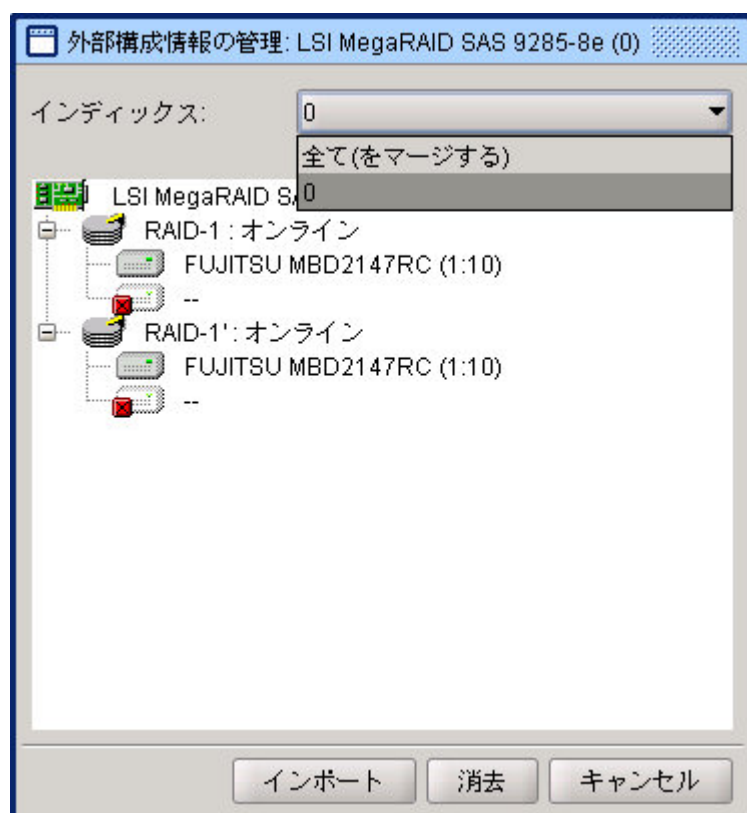 外部構成情報の管理: LSI MegaRAID SAS 9285-8e (0)
インディックス:
0
全て(をマージする)
0
LSI MegaRAID SA
RAID-1 : オンライン
FUJITSU MBD2147RC (1:10)
--
RAID-1': オンライン
FUJITSU MBD2147RC (1:10)
--
インポート 消去 キャンセル